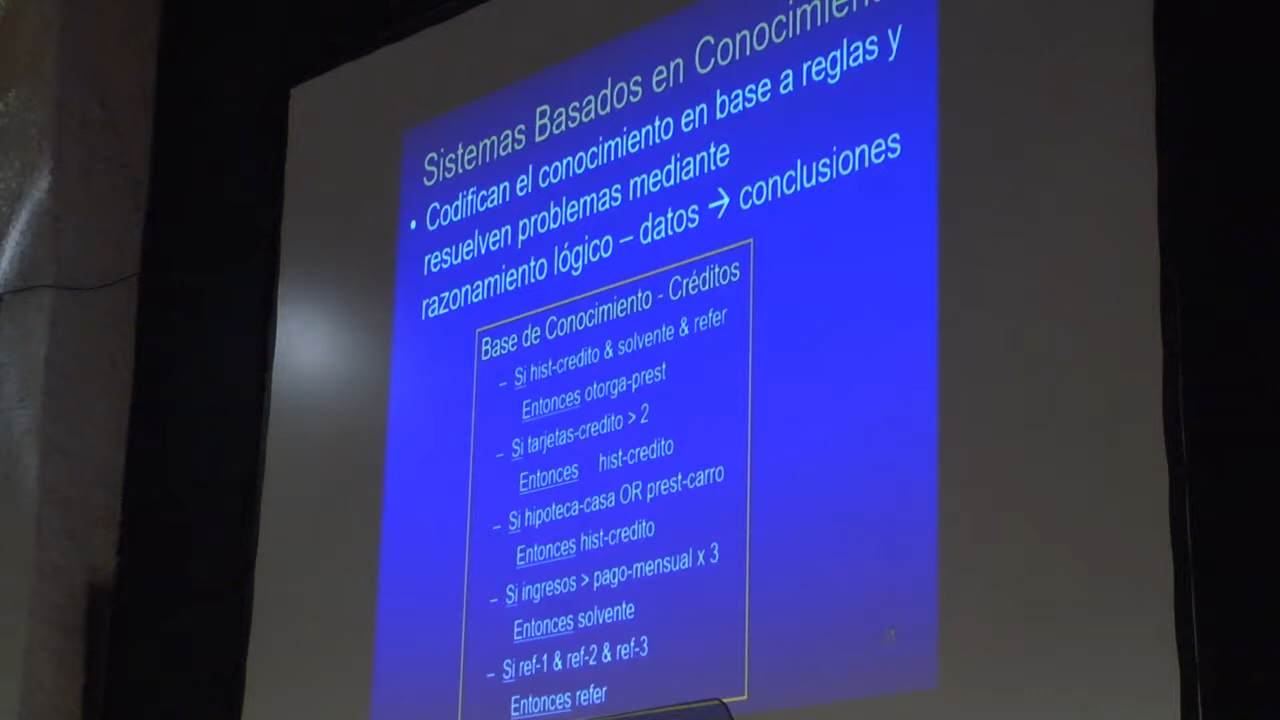 Sistemas Basados en Conocimient
• Codifican el conocimiento en base a reglas y
resuelven problemas mediante
razonamiento lógico – datos → conclusiones
Base de Conocimiento - Créditos
– Si hist-credito & solvente & refer
Entonces otorga-prest
– Si tarjetas-credito > 2
Entonces hist-credito
– Si hipoteca-casa OR prest-carro
Entonces hist-credito
– Si ingresos > pago-mensual x 3
Entonces solvente
– Si ref-1 & ref-2 & ref-3
Entonces refer